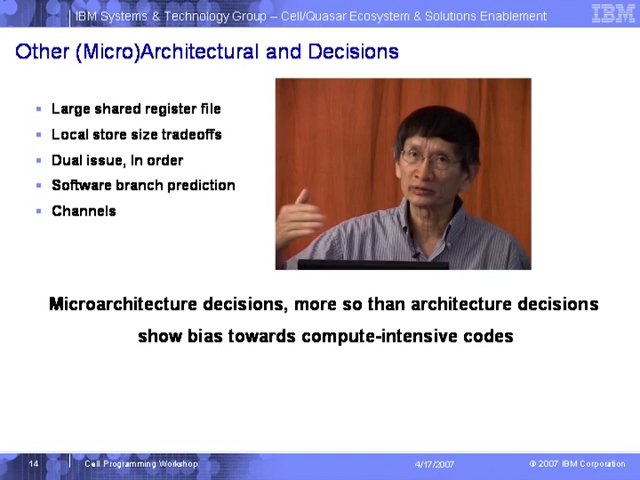 IBM Systems & Technology Group – Cell/Quasar Ecosystem & Solutions Enablement
IBM
Other (Micro)Architectural and Decisions
Large shared register file
Local store size tradeoffs
Dual issue, In order
Software branch prediction
Channels
Microarchitecture decisions, more so than architecture decisions
show bias towards compute-intensive codes
14 Cell Programming Workshop 4/17/2007 © 2007 IBM Corporation